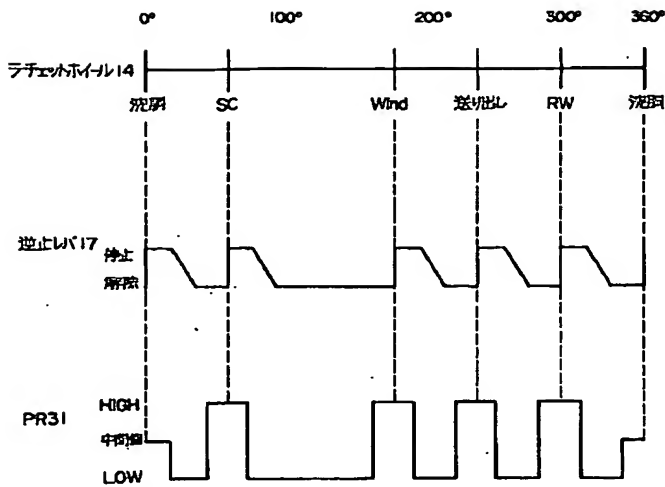 0° 100° 200° 300° 360°
ラチェットホイール14
沈胴 SC Wind 送り出し RW 沈胴
逆止レバ17 停止
解除
HIGH
PR31 中間値
LOW